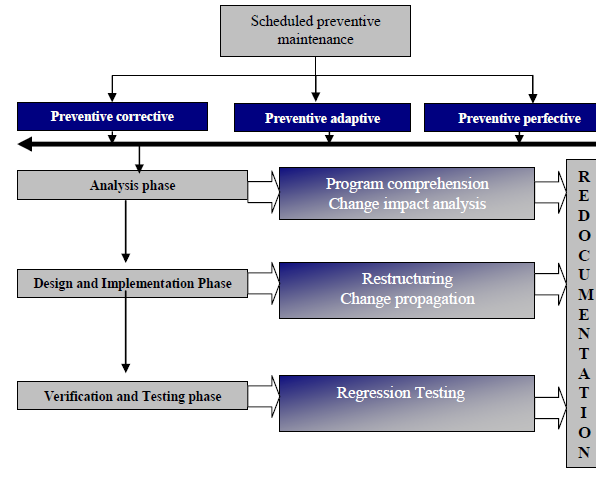 Scheduled preventive
maintenance
Preventive corrective
Preventive adaptive
Preventive perfective
Analysis phase
Program comprehension
Change impact analysis
Design and Implementation Phase
Restructuring
Change propagation
Verification and Testing phase
Regression Testing
REDOCUMENTATION